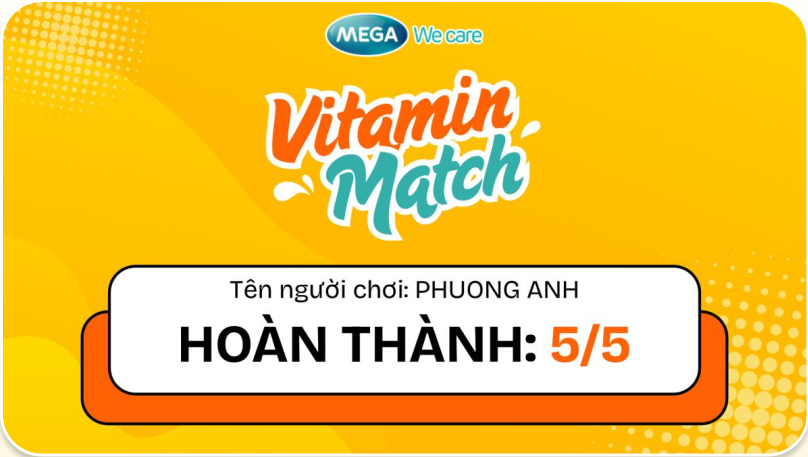 MEGA We care
Vitamin
Match
Tên người chơi: PHUONG ANH
HOÀN THÀNH: 5/5